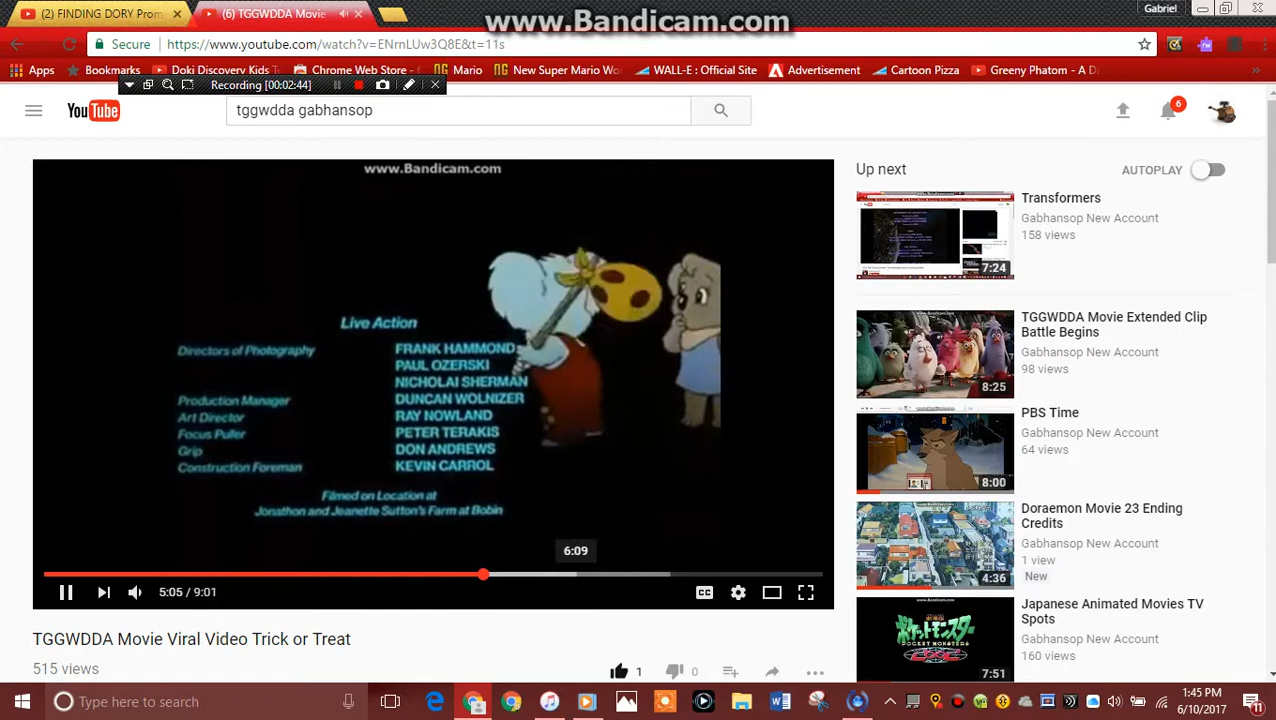 www.Bandicam.com
Gabriel
(2) FINDING DORY Prom
(6) TGGWDDA Movie
Secure
https://www.youtube.com/watch?v=ENrnLUw3Q8E&t=11s
Apps
Bookmarks
Doki Discovery Kids T
Chrome Web Store - E
Mario
New Super Mario Wo
WALL-E : Official Site
Advertisement
Cartoon Pizza
Greeny Phatom - A D
Recording [00:02:44]
YouTube
tggwdda gabhansop
6
www.Bandicam.com
Live Action
Directors of Photography
FRANK HAMMOND
PAUL OZERSKI
NICHOLAI SHERMAN
Production Manager
DUNCAN WOLNIZER
Art Director
RAY NOWLAND
Focus Puller
PETER TERAKIS
Grip
DON ANDREWS
Construction Foreman
KEVIN CARROL
Filmed on Location at
Jonathon and Jeanette Sutton's Farm at Bobin
6:09
5:05 / 9:01
CC
TGGWDDA Movie Viral Video Trick or Treat
515 views
1
0
Up next
AUTOPLAY
Transformers
Gabhansop New Account
158 views
7:24
TGGWDDA Movie Extended Clip
Battle Begins
Gabhansop New Account
98 views
8:25
PBS Time
Gabhansop New Account
64 views
8:00
Doraemon Movie 23 Ending
Credits
Gabhansop New Account
1 view
New
4:36
Japanese Animated Movies TV
Spots
Gabhansop New Account
160 views
7:51
Type here to search
1:45 PM
6/10/2017
11